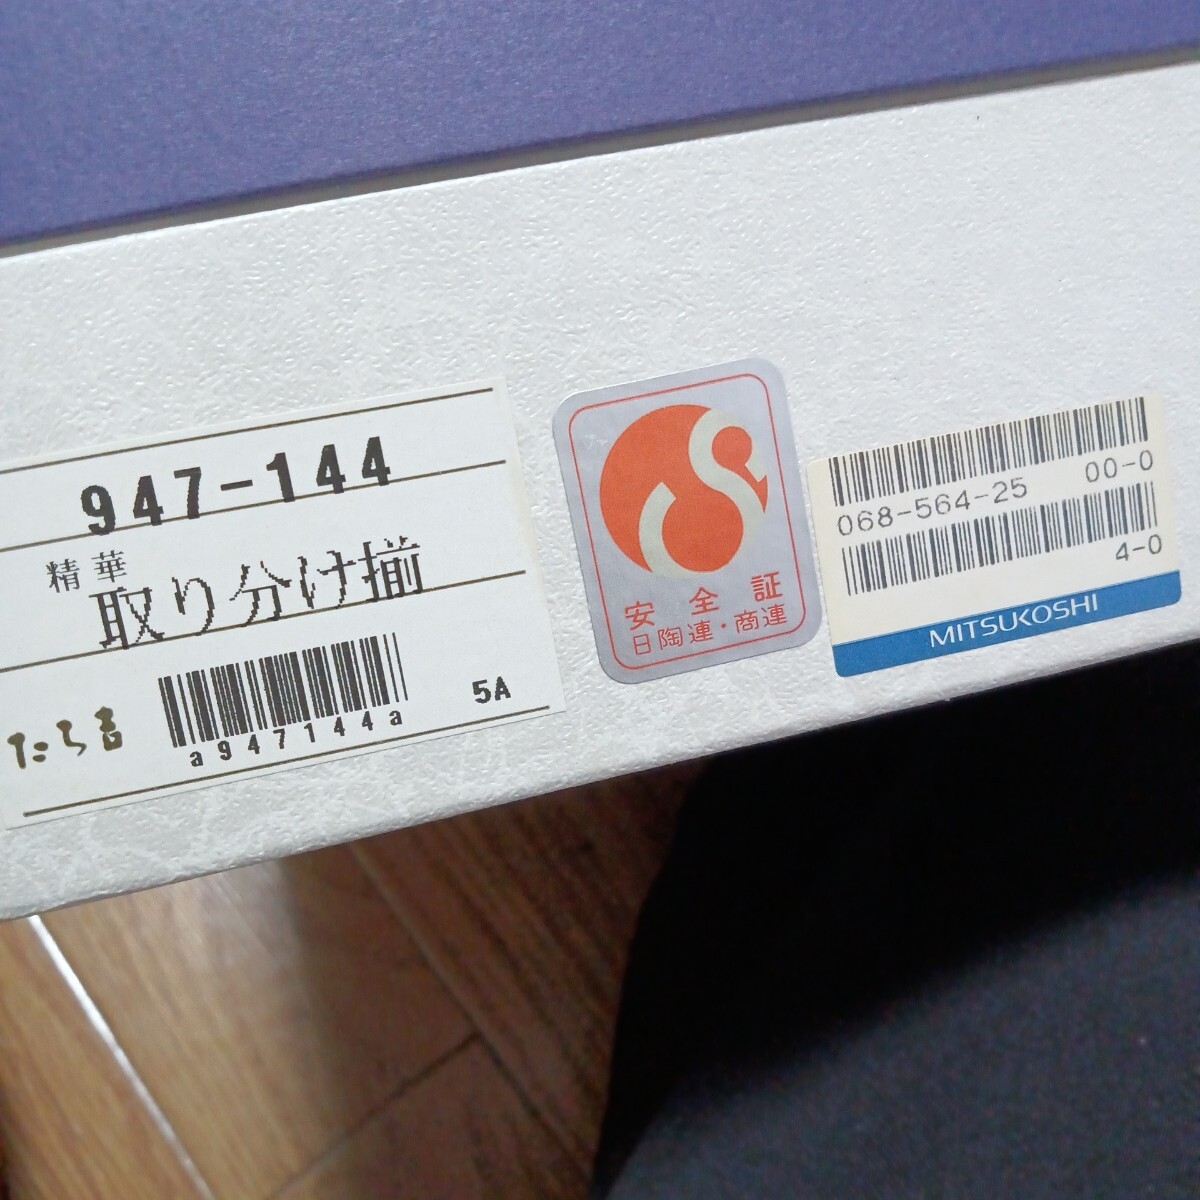 947-144
精華
取り分け揃
たち吉
a947144a
5A
安全証
日陶連・商連
00-0
068-564-25
4-0
MITSUKOSHI